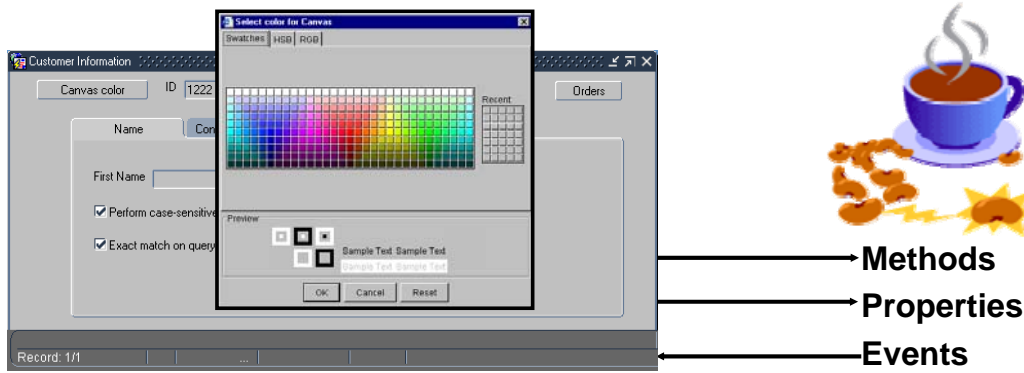 Select color for Canvas
Swatches HSB RGB
Customer Information
Canvas color ID 1222 Orders
Recent
Name Con
First Name
Perform case-sensitive
Exact match on query
Preview
Sample Text Sample Text
Sample Text Sample Text
OK Cancel Reset
Methods
Properties
Events
Record: 1/1 ...